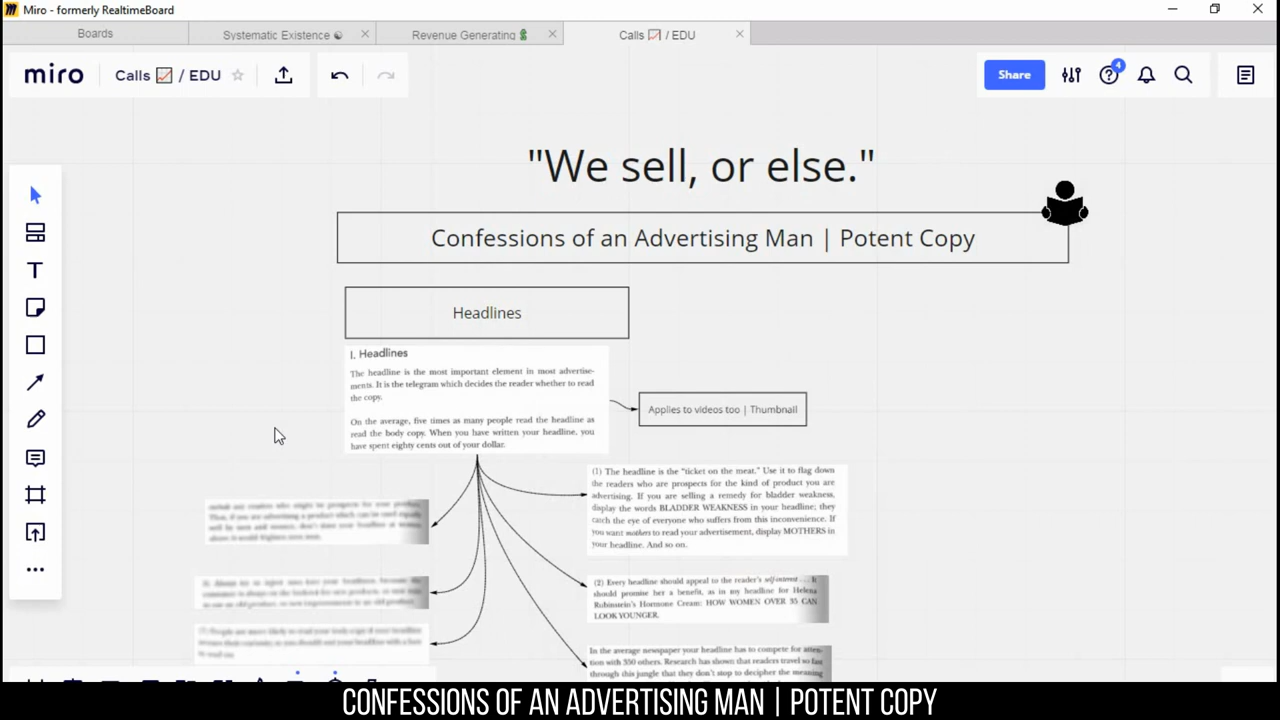 Miro - formerly RealtimeBoard
Boards
Systematic Existence
Revenue Generating
Calls / EDU
miro
Calls / EDU
Share
4
"We sell, or else."
Confessions of an Advertising Man | Potent Copy
Headlines
I. Headlines
The headline is the most important element in most advertise-
ments. It is the telegram which decides the reader whether to read
the copy.
On the average, five times as many people read the headline as
read the body copy. When you have written your headline, you
have spent eighty cents out of your dollar.
Applies to videos too | Thumbnail
(1) The headline is the "ticket on the meat." Use it to flag down
the readers who are prospects for the kind of product you are
advertising. If you are selling a remedy for bladder weakness,
display the words BLADDER WEAKNESS in your headline; they
catch the eye of everyone who suffers from this inconvenience. If
you want mothers to read your advertisement, display MOTHERS in
your headline. And so on.
(2) Every headline should appeal to the reader's self-interest . . . It
should promise her a benefit, as in my headline for Helena
Rubinstein's Hormone Cream: HOW WOMEN OVER 35 CAN
LOOK YOUNGER.
In the average newspaper your headline has to compete for atten-
tion with 350 others. Research has shown that readers travel so fast
through this jungle that they don't stop to decipher the meaning
CONFESSIONS OF AN ADVERTISING MAN | POTENT COPY